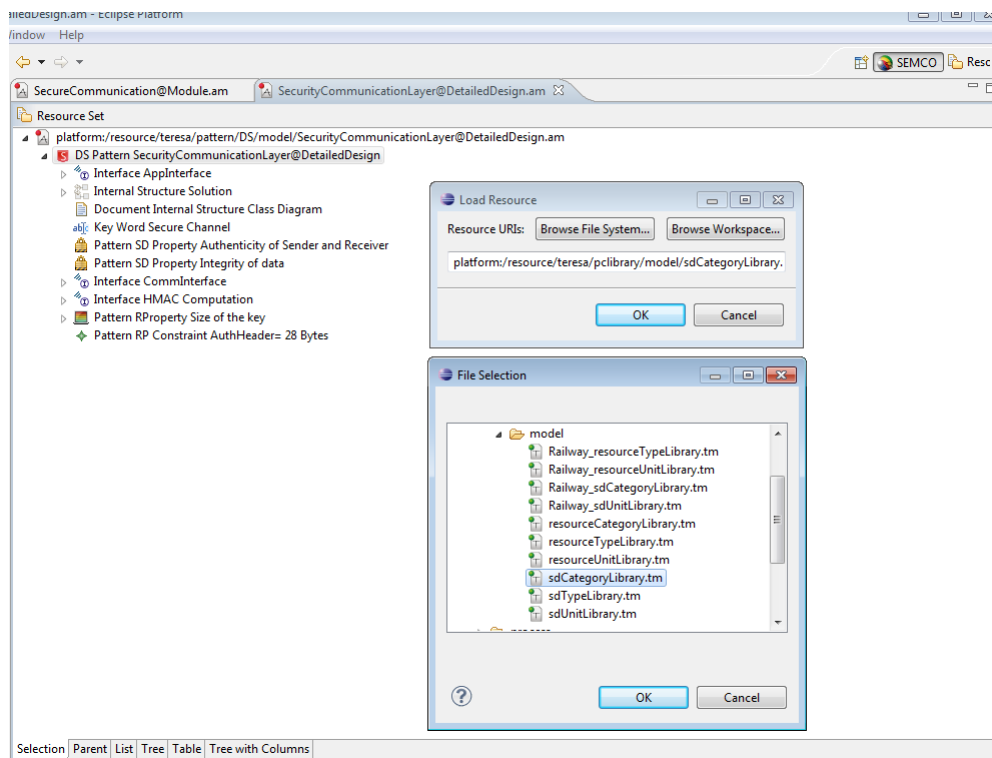 ailedDesign.am - Eclipse Platform
Window Help
SEMCO Resc
SecureCommunication@Module.am SecurityCommunicationLayer@DetailedDesign.am
Resource Set
platform:/resource/teresa/pattern/DS/model/SecurityCommunicationLayer@DetailedDesign.am
DS Pattern SecurityCommunicationLayer@DetailedDesign
Interface AppInterface
Internal Structure Solution
Document Internal Structure Class Diagram
Key Word Secure Channel
Pattern SD Property Authenticity of Sender and Receiver
Pattern SD Property Integrity of data
Interface CommInterface
Interface HMAC Computation
Pattern RProperty Size of the key
Pattern RP Constraint AuthHeader= 28 Bytes
Load Resource
Resource URIs: Browse File System... Browse Workspace...
platform:/resource/teresa/pclibrary/model/sdCategoryLibrary.
OK Cancel
File Selection
model
Railway_resourceTypeLibrary.tm
Railway_resourceUnitLibrary.tm
Railway_sdCategoryLibrary.tm
Railway_sdUnitLibrary.tm
resourceCategoryLibrary.tm
resourceTypeLibrary.tm
resourceUnitLibrary.tm
sdCategoryLibrary.tm
sdTypeLibrary.tm
sdUnitLibrary.tm
OK Cancel
Selection Parent List Tree Table Tree with Columns